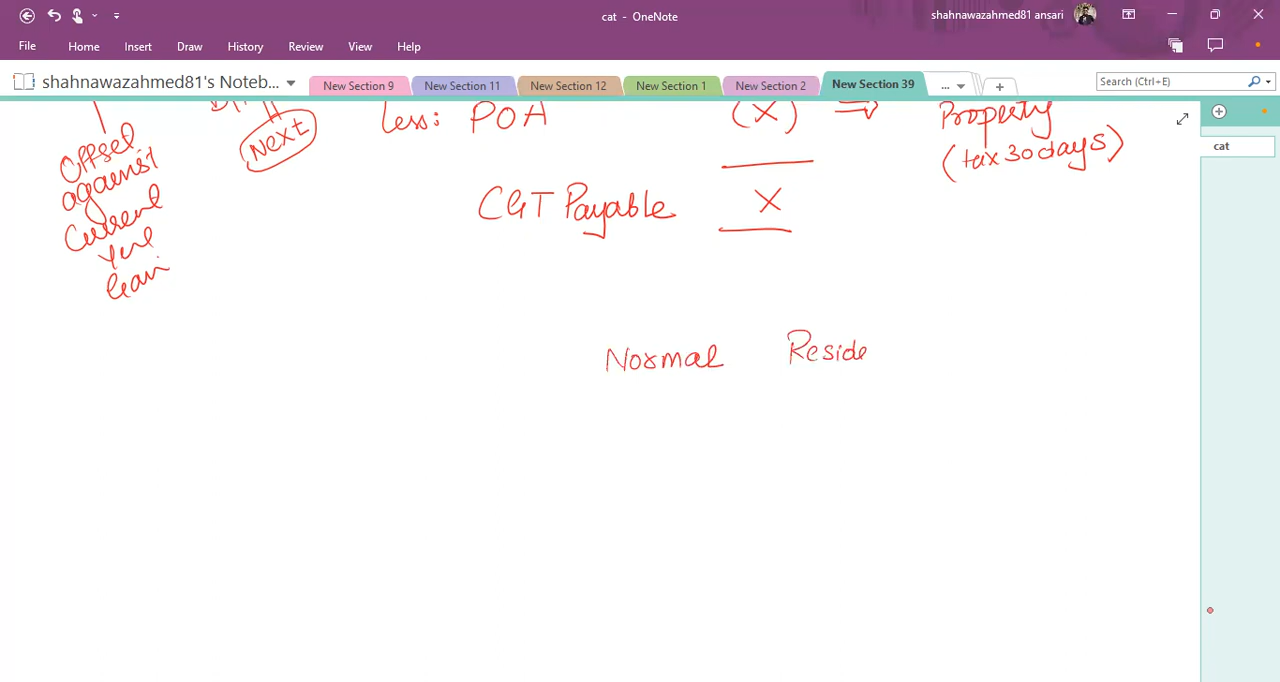 cat - OneNote
shahnawazahmed81 ansari
File Home Insert Draw History Review View Help
shahnawazahmed81's Noteb...
New Section 9
New Section 11
New Section 12
New Section 1
New Section 2
New Section 39
...
Search (Ctrl+E)
cat
Offset
against
Current
Next
Less: POA (X) ⇒ Property
(tax 30 days)
CGT Payable X
Normal Reside